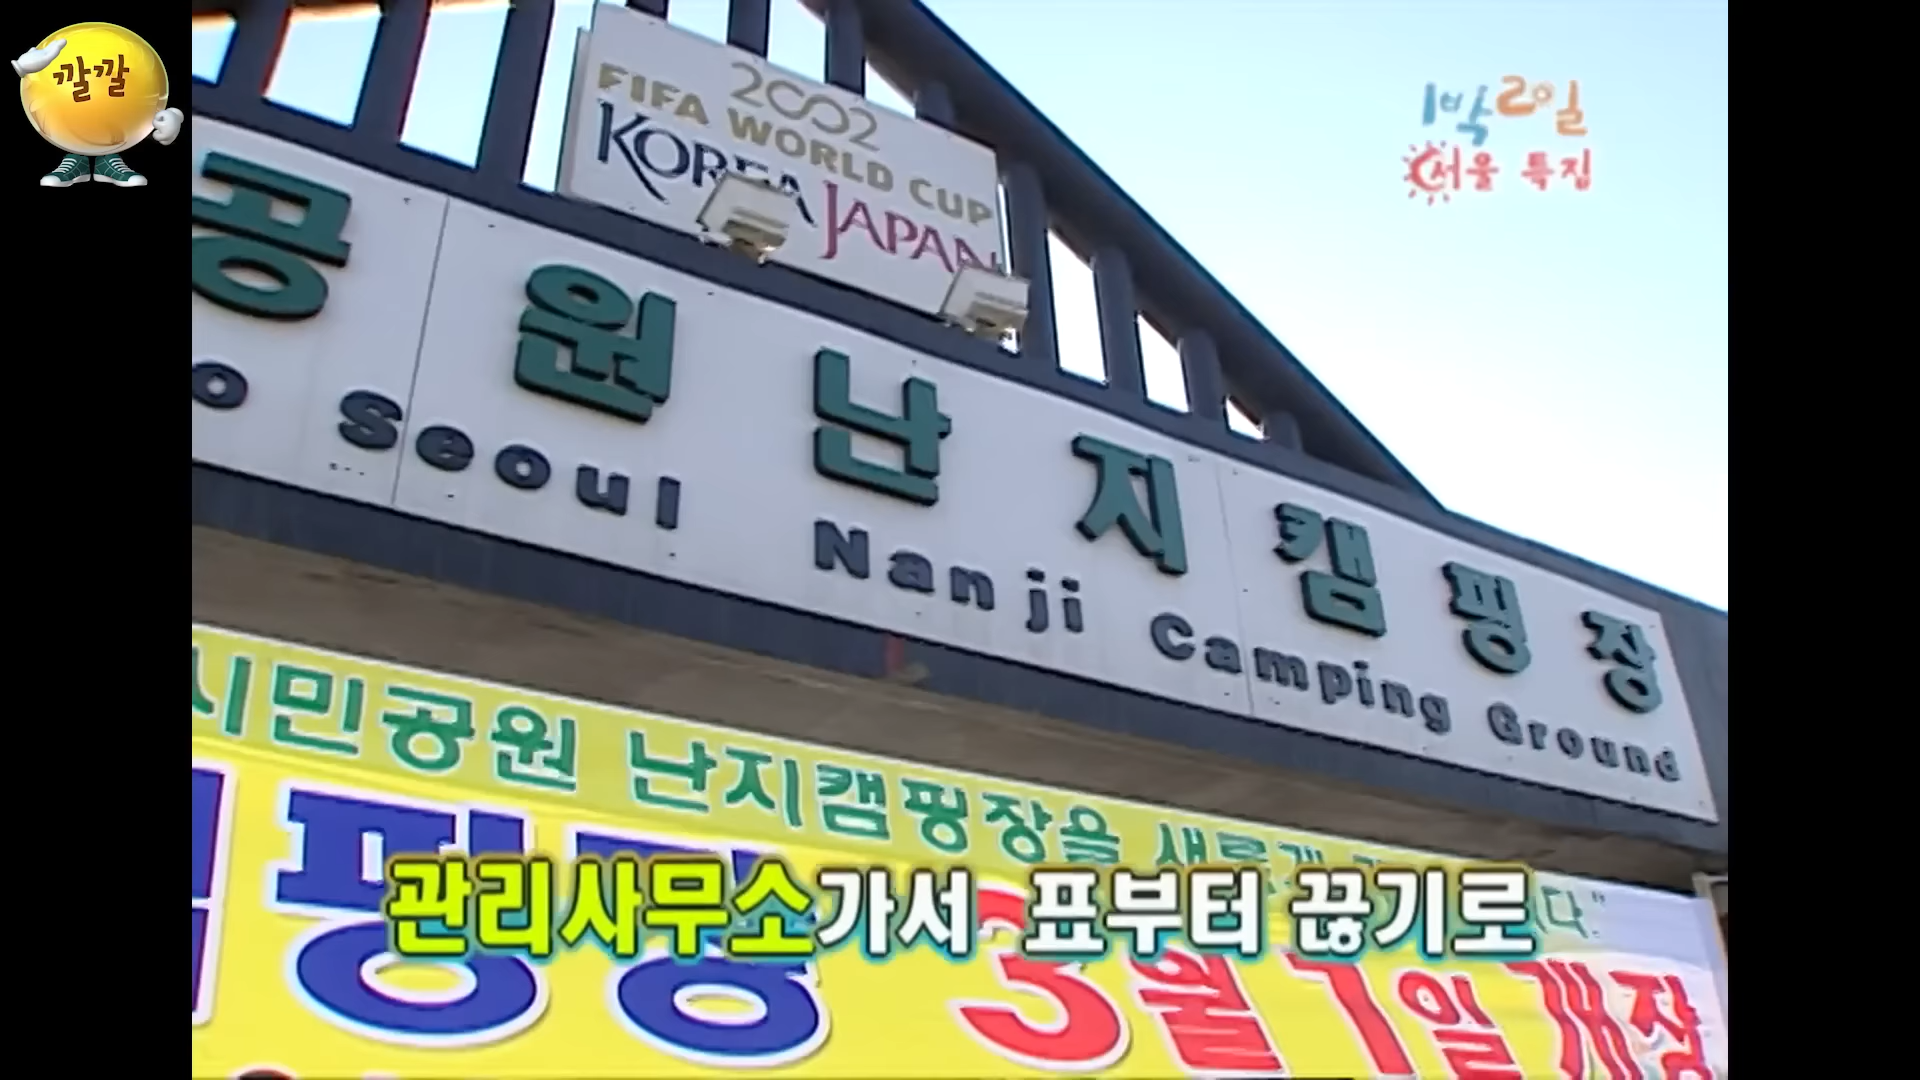 깔깔
1박2일
서울 특집
2002
FIFA WORLD CUP
KOREA JAPAN
공원 난지캠핑장
Seoul Nanji Camping Ground
시민공원 난지캠핑장을
핑장 3월 1일 개장
관리사무소가서 표부터 끊기로